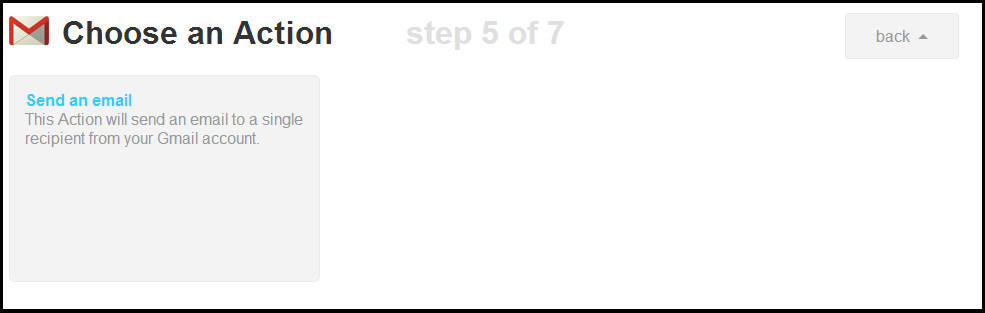 Choose an Action step 5 of 7
back
Send an email
This Action will send an email to a single
recipient from your Gmail account.